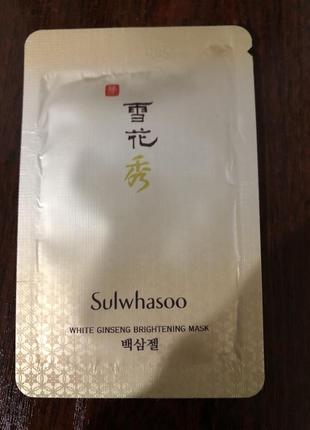 雪
花
秀
Sulwhasoo
WHITE GINSENG BRIGHTENING MASK
백삼젤